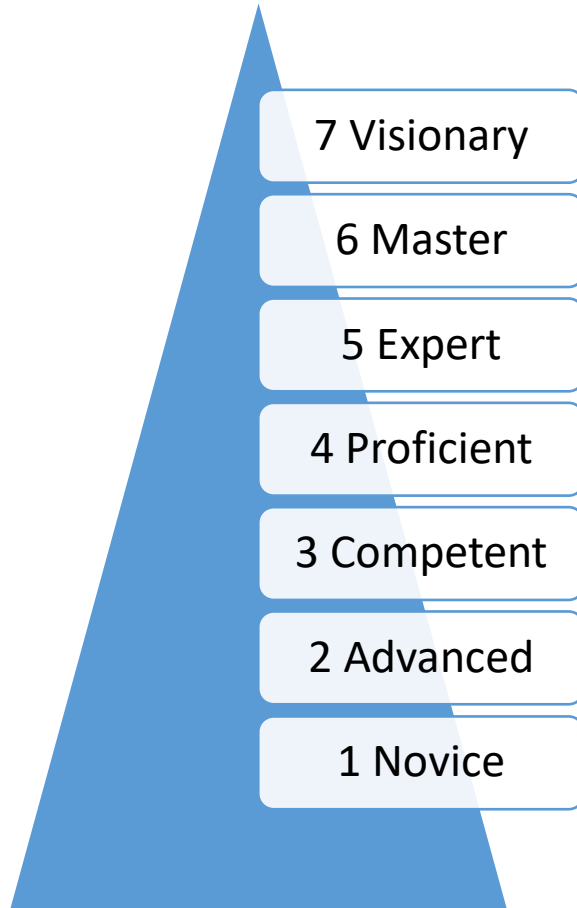 7 Visionary
6 Master
5 Expert
4 Proficient
3 Competent
2 Advanced
1 Novice